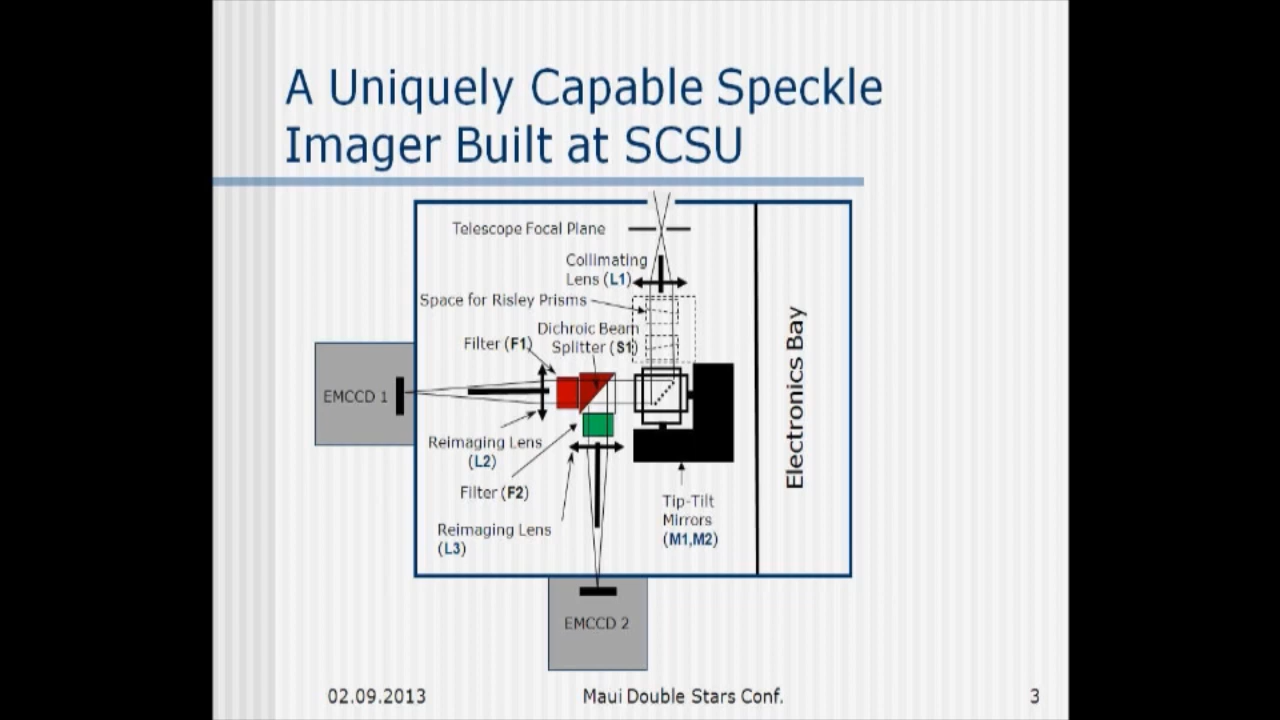 A Uniquely Capable Speckle
Imager Built at SCSU
Telescope Focal Plane
Collimating
Lens (L1)
Space for Risley Prisms
Dichroic Beam
Splitter (S1)
Filter (F1)
EMCCD 1
Reimaging Lens
(L2)
Filter (F2)
Reimaging Lens
(L3)
Tip-Tilt
Mirrors
(M1,M2)
Electronics Bay
EMCCD 2
02.09.2013
Maui Double Stars Conf.
3